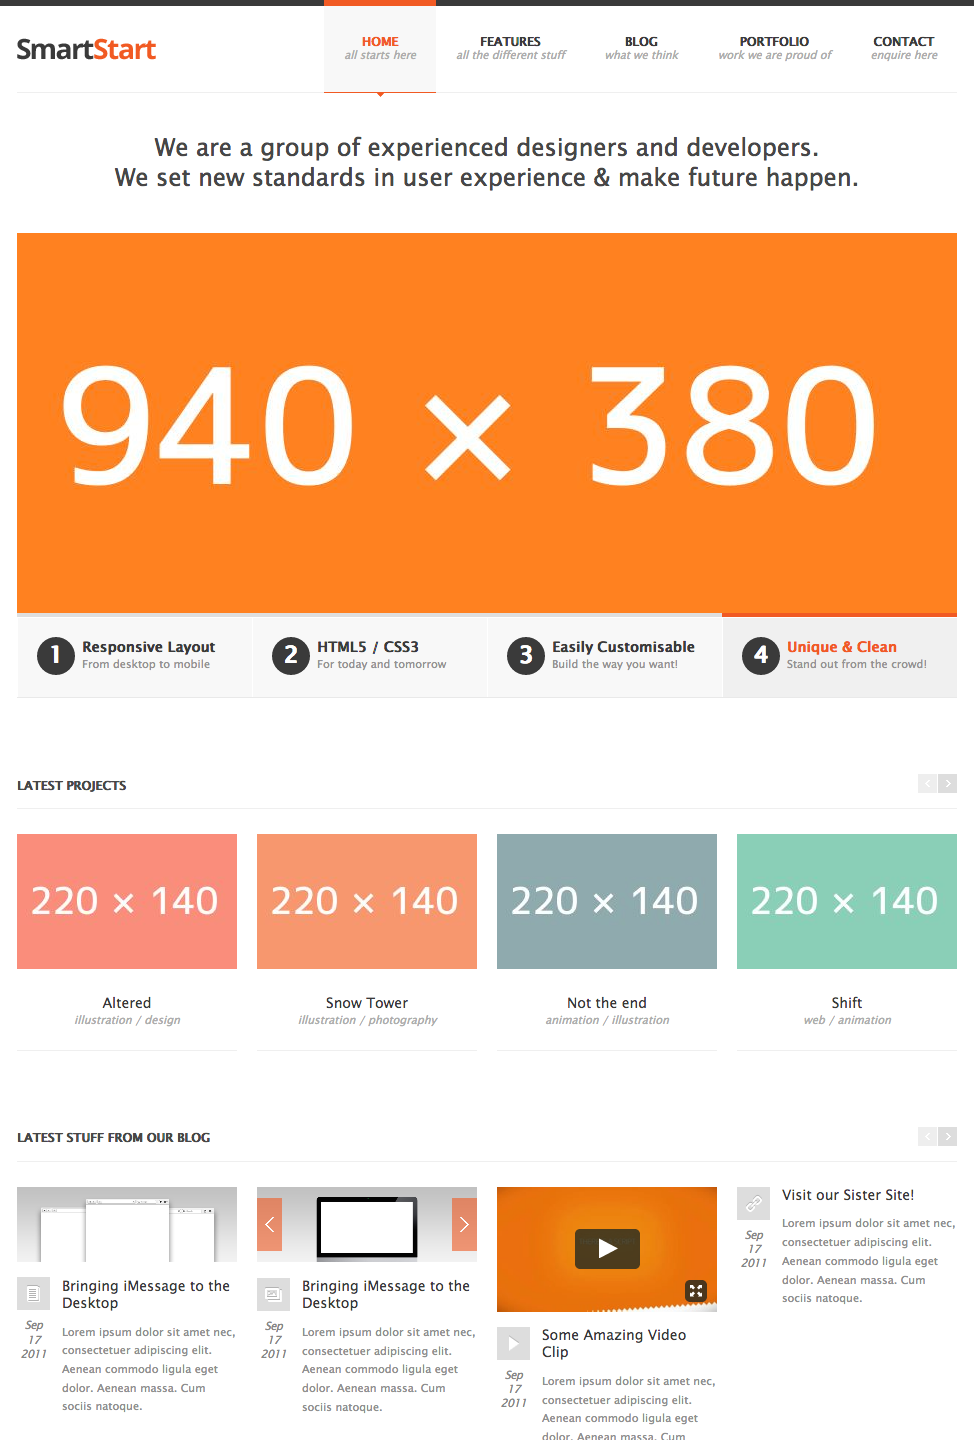 SmartStart
HOME
all starts here
FEATURES
all the different stuff
BLOG
what we think
PORTFOLIO
work we are proud of
CONTACT
enquire here
We are a group of experienced designers and developers.
We set new standards in user experience & make future happen.
940 × 380
1
Responsive Layout
From desktop to mobile
2
HTML5 / CSS3
For today and tomorrow
3
Easily Customisable
Build the way you want!
4
Unique & Clean
Stand out from the crowd!
LATEST PROJECTS
220 × 140
220 × 140
220 × 140
220 × 140
Altered
illustration / design
Snow Tower
illustration / photography
Not the end
animation / illustration
Shift
web / animation
LATEST STUFF FROM OUR BLOG
Bringing iMessage to the
Desktop
Sep
17
2011
Lorem ipsum dolor sit amet nec,
consectetuer adipiscing elit.
Aenean commodo ligula eget
dolor. Aenean massa. Cum
sociis natoque.
Bringing iMessage to the
Desktop
Sep
17
2011
Lorem ipsum dolor sit amet nec,
consectetuer adipiscing elit.
Aenean commodo ligula eget
dolor. Aenean massa. Cum
sociis natoque.
Some Amazing Video
Clip
Sep
17
2011
Lorem ipsum dolor sit amet nec,
consectetuer adipiscing elit.
Aenean commodo ligula eget
dolor. Aenean massa. Cum
Visit our Sister Site!
Sep
17
2011
Lorem ipsum dolor sit amet nec,
consectetuer adipiscing elit.
Aenean commodo ligula eget
dolor. Aenean massa. Cum
sociis natoque.